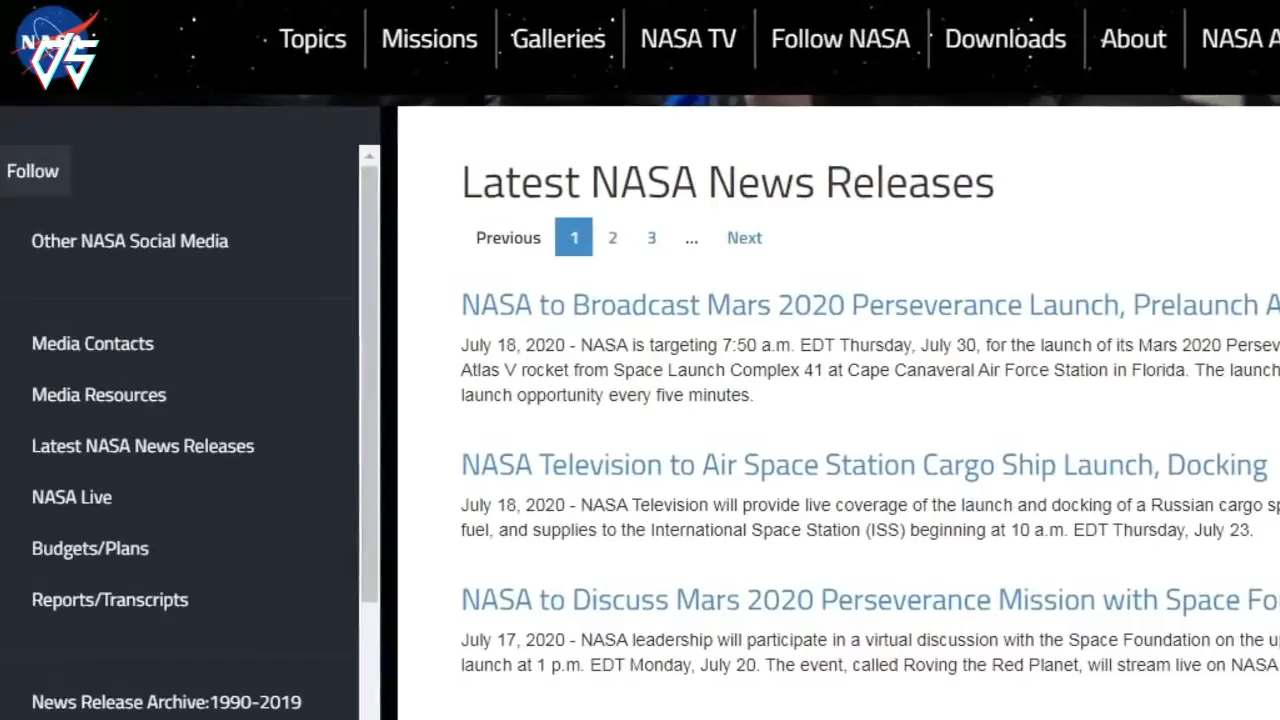 NASA
VS
Topics
Missions
Galleries
NASA TV
Follow NASA
Downloads
About
NASA A
Follow
Other NASA Social Media
Media Contacts
Media Resources
Latest NASA News Releases
NASA Live
Budgets/Plans
Reports/Transcripts
News Release Archive:1990-2019
Latest NASA News Releases
Previous 1 2 3 ... Next
NASA to Broadcast Mars 2020 Perseverance Launch, Prelaunch A
July 18, 2020 - NASA is targeting 7:50 a.m. EDT Thursday, July 30, for the launch of its Mars 2020 Persev
Atlas V rocket from Space Launch Complex 41 at Cape Canaveral Air Force Station in Florida. The launch
launch opportunity every five minutes.
NASA Television to Air Space Station Cargo Ship Launch, Docking
July 18, 2020 - NASA Television will provide live coverage of the launch and docking of a Russian cargo sp
fuel, and supplies to the International Space Station (ISS) beginning at 10 a.m. EDT Thursday, July 23.
NASA to Discuss Mars 2020 Perseverance Mission with Space Fo
July 17, 2020 - NASA leadership will participate in a virtual discussion with the Space Foundation on the u
launch at 1 p.m. EDT Monday, July 20. The event, called Roving the Red Planet, will stream live on NASA